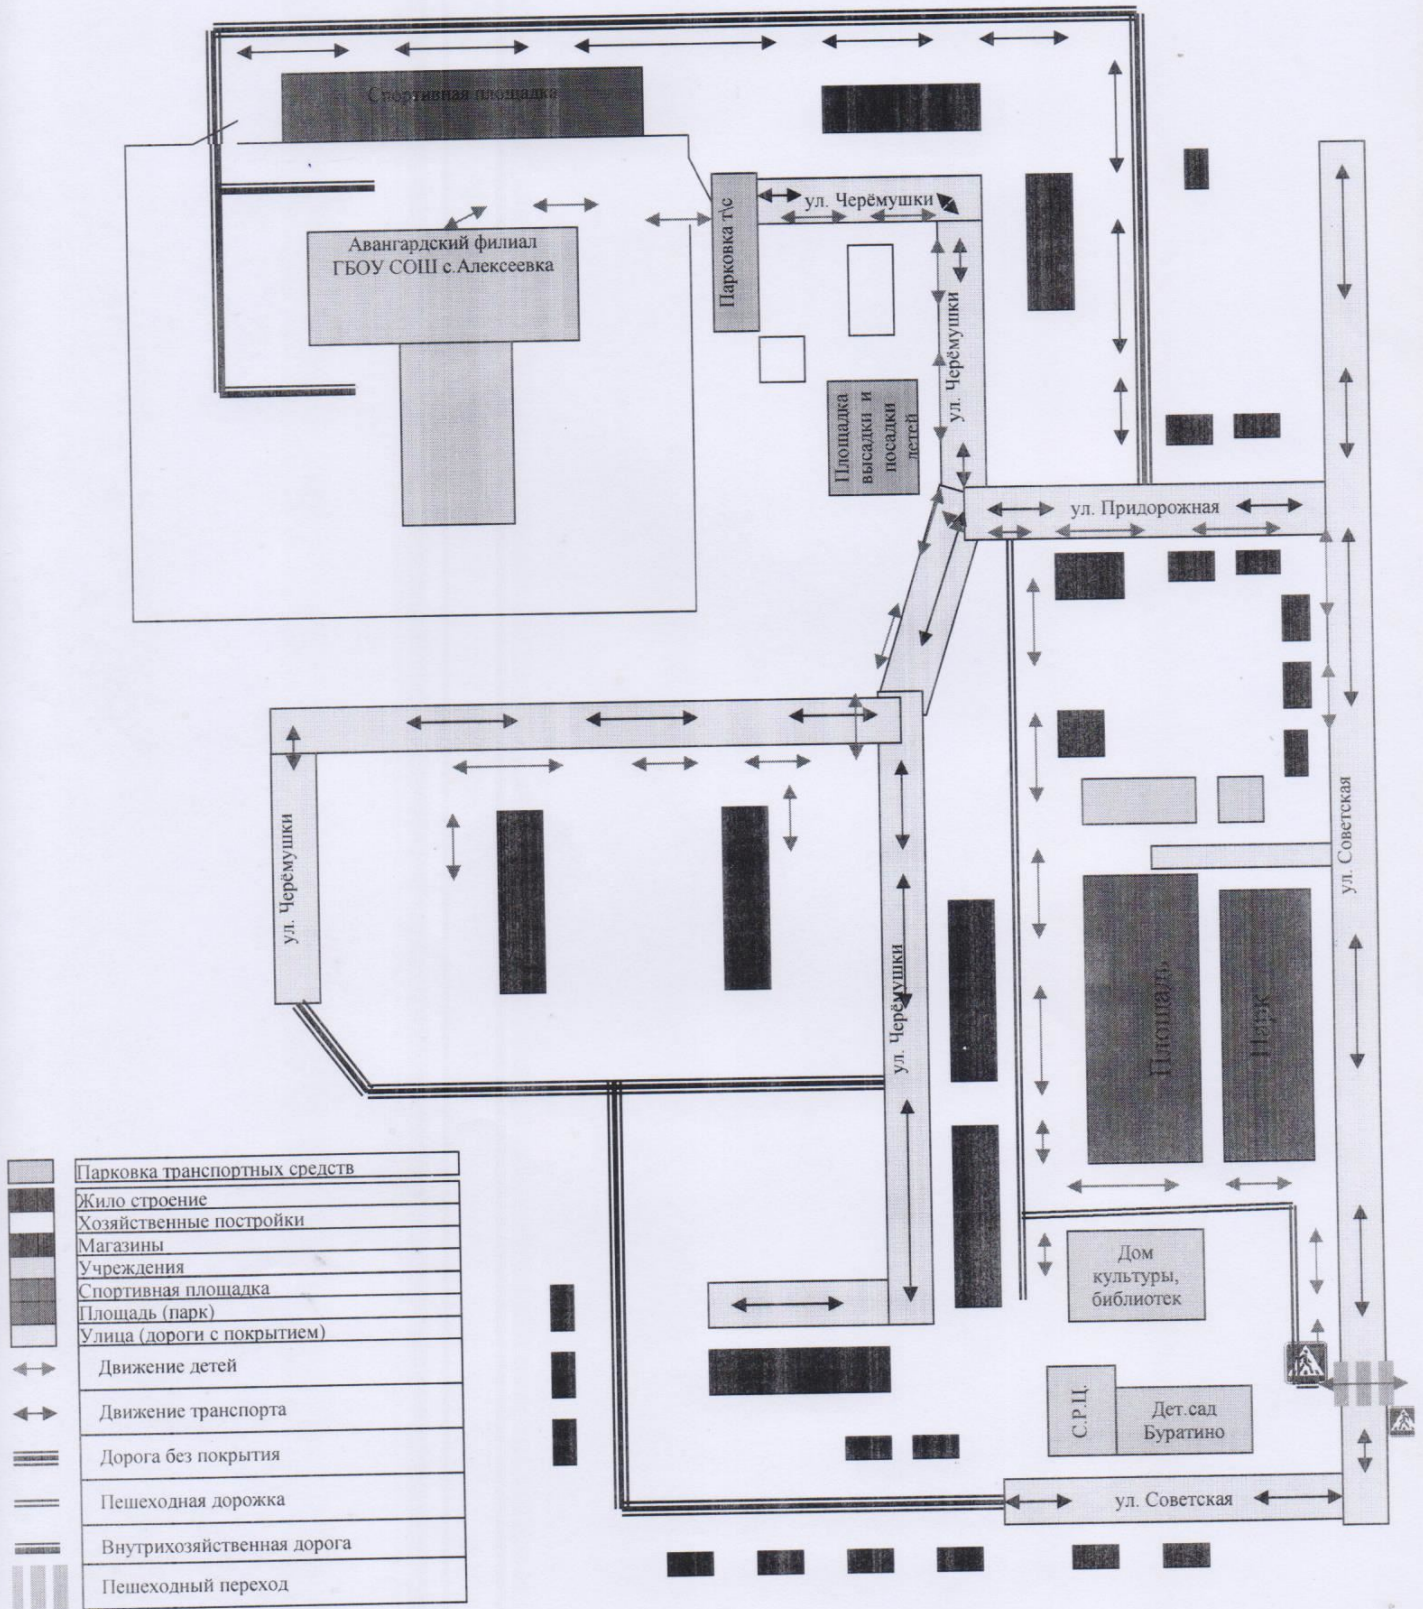 Спортивная площадка
Авангардский филиал
ГБОУ СОШ с.Алексеевка
Парковка т\с
ул. Черёмушки
ул. Черёмушки
Площадка
высадки и
посадки
детей
ул. Придорожная
ул. Черёмушки
ул. Черёмушки
ул. Советская
Площадь
Парк
Дом
культуры,
библиотек
С.Р.Ц.
Дет.сад
Буратино
ул. Советская
Парковка транспортных средств
Жило строение
Хозяйственные постройки
Магазины
Учреждения
Спортивная площадка
Площадь (парк)
Улица (дороги с покрытием)
Движение детей
Движение транспорта
Дорога без покрытия
Пешеходная дорожка
Внутрихозяйственная дорога
Пешеходный переход